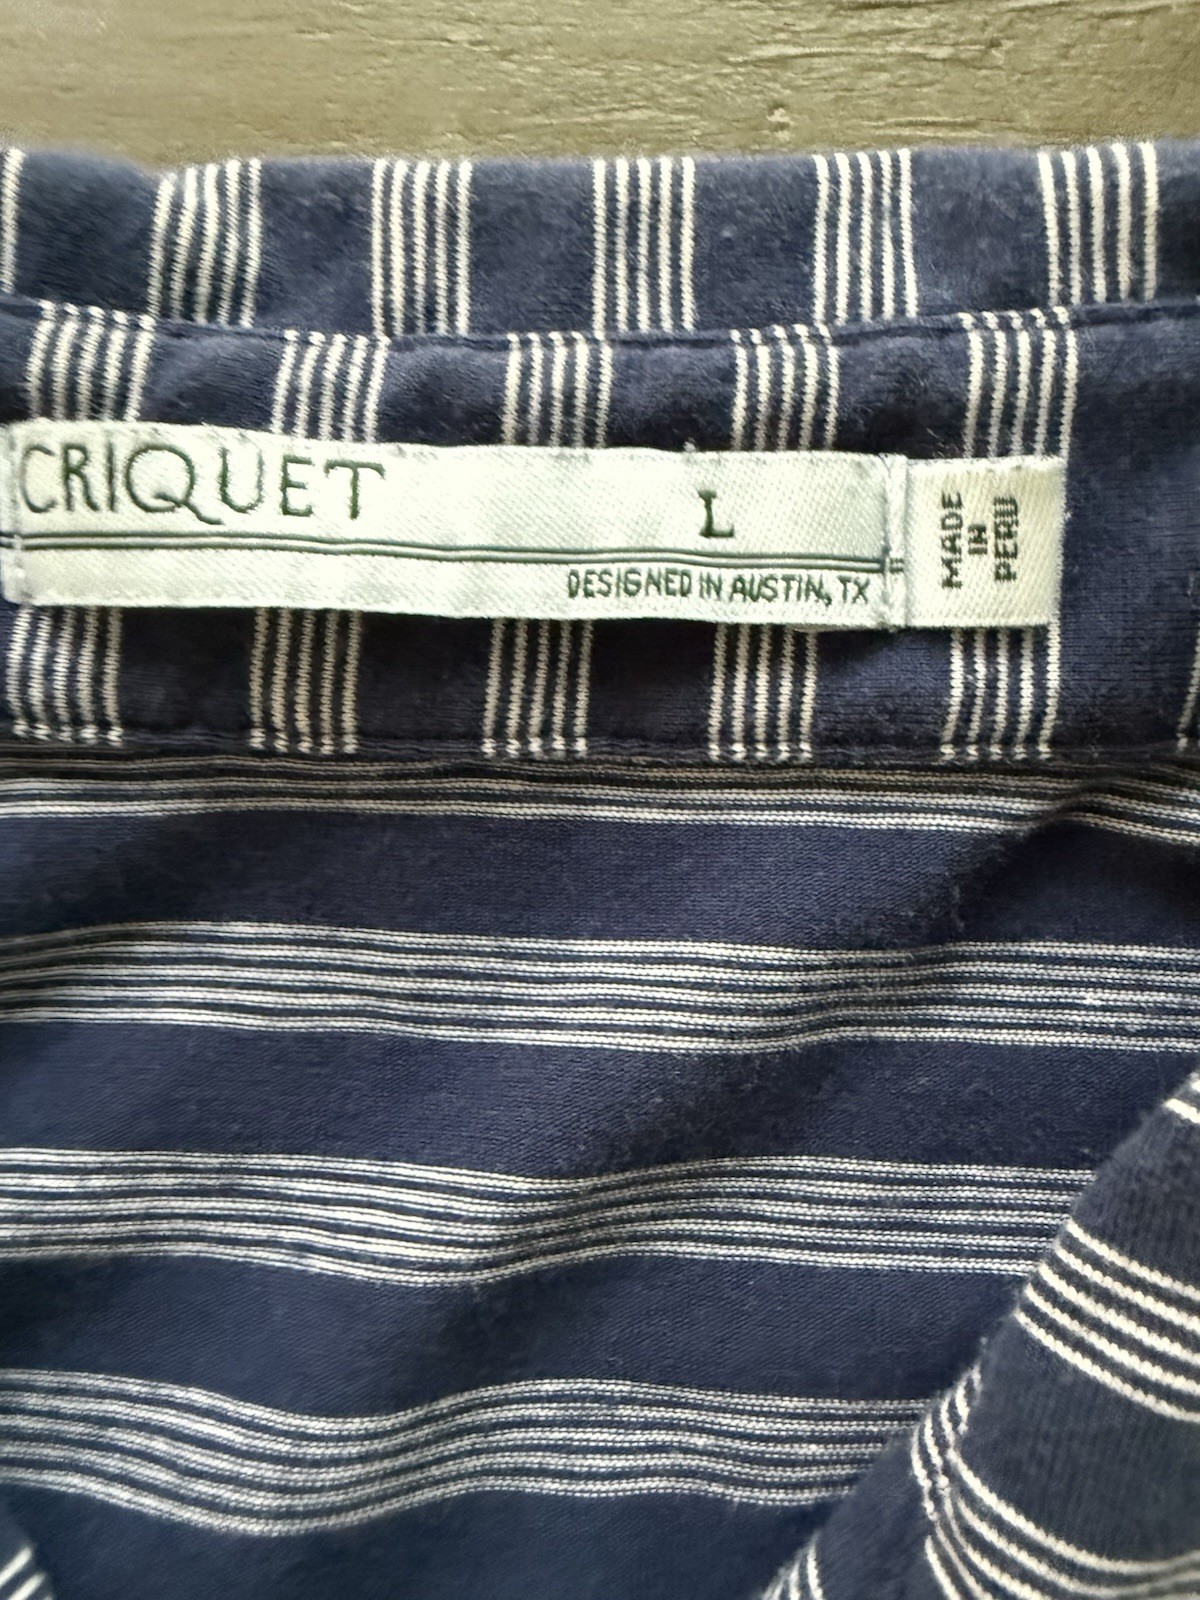 CRIQUET
L
DESIGNED IN AUSTIN, TX
MADE
IN
PERU